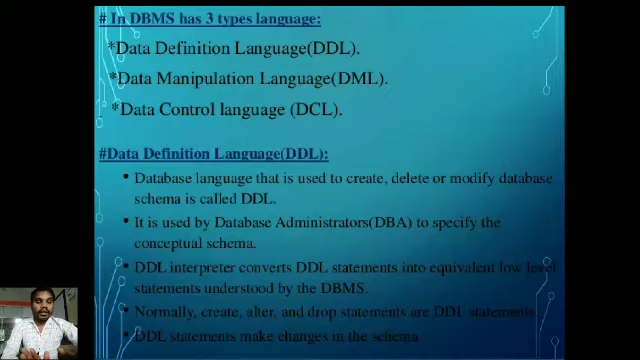 # In DBMS has 3 types language:
*Data Definition Language(DDL).
*Data Manipulation Language(DML).
*Data Control language (DCL).
#Data Definition Language(DDL):
• Database language that is used to create, delete or modify database
schema is called DDL.
• It is used by Database Administrators(DBA) to specify the
conceptual schema.
• DDL interpreter converts DDL statements into equivalent low level
statements understood by the DBMS.
• Normally, create, alter, and drop statements are DDL statements.
• DDL statements make changes in the schema.